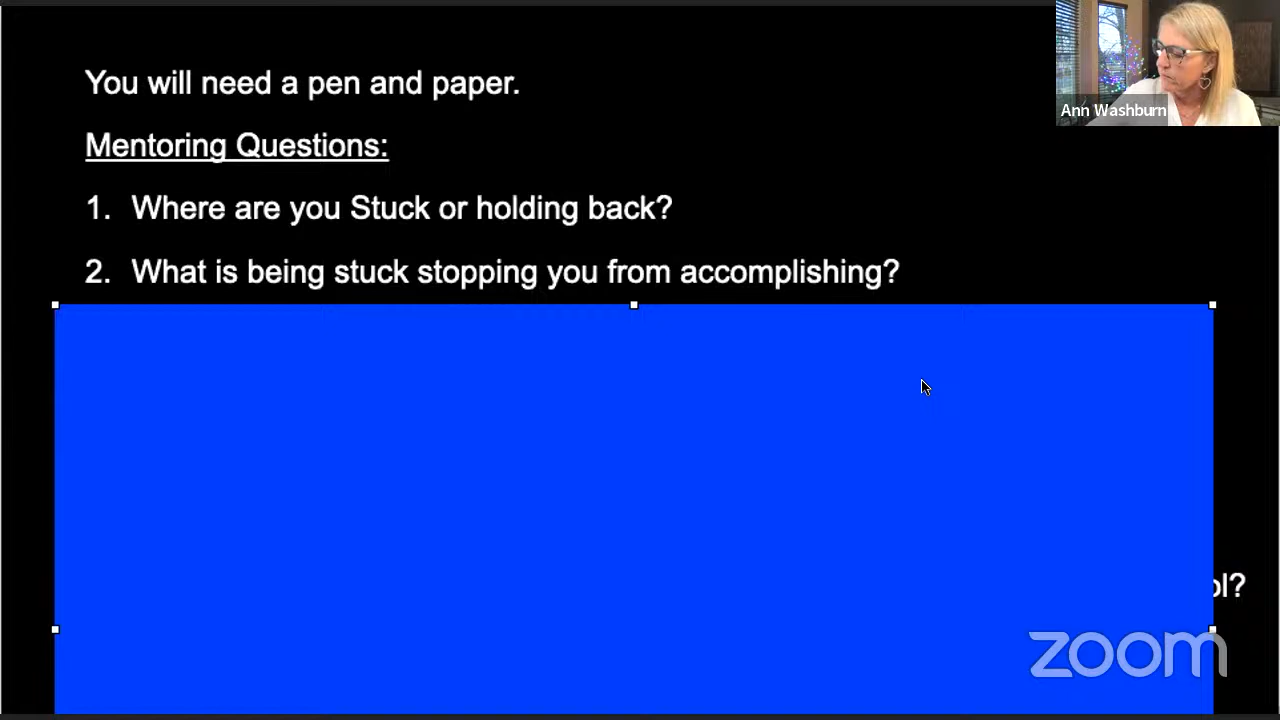 You will need a pen and paper.
Ann Washburn
Mentoring Questions:
1. Where are you Stuck or holding back?
2. What is being stuck stopping you from accomplishing?
zoom